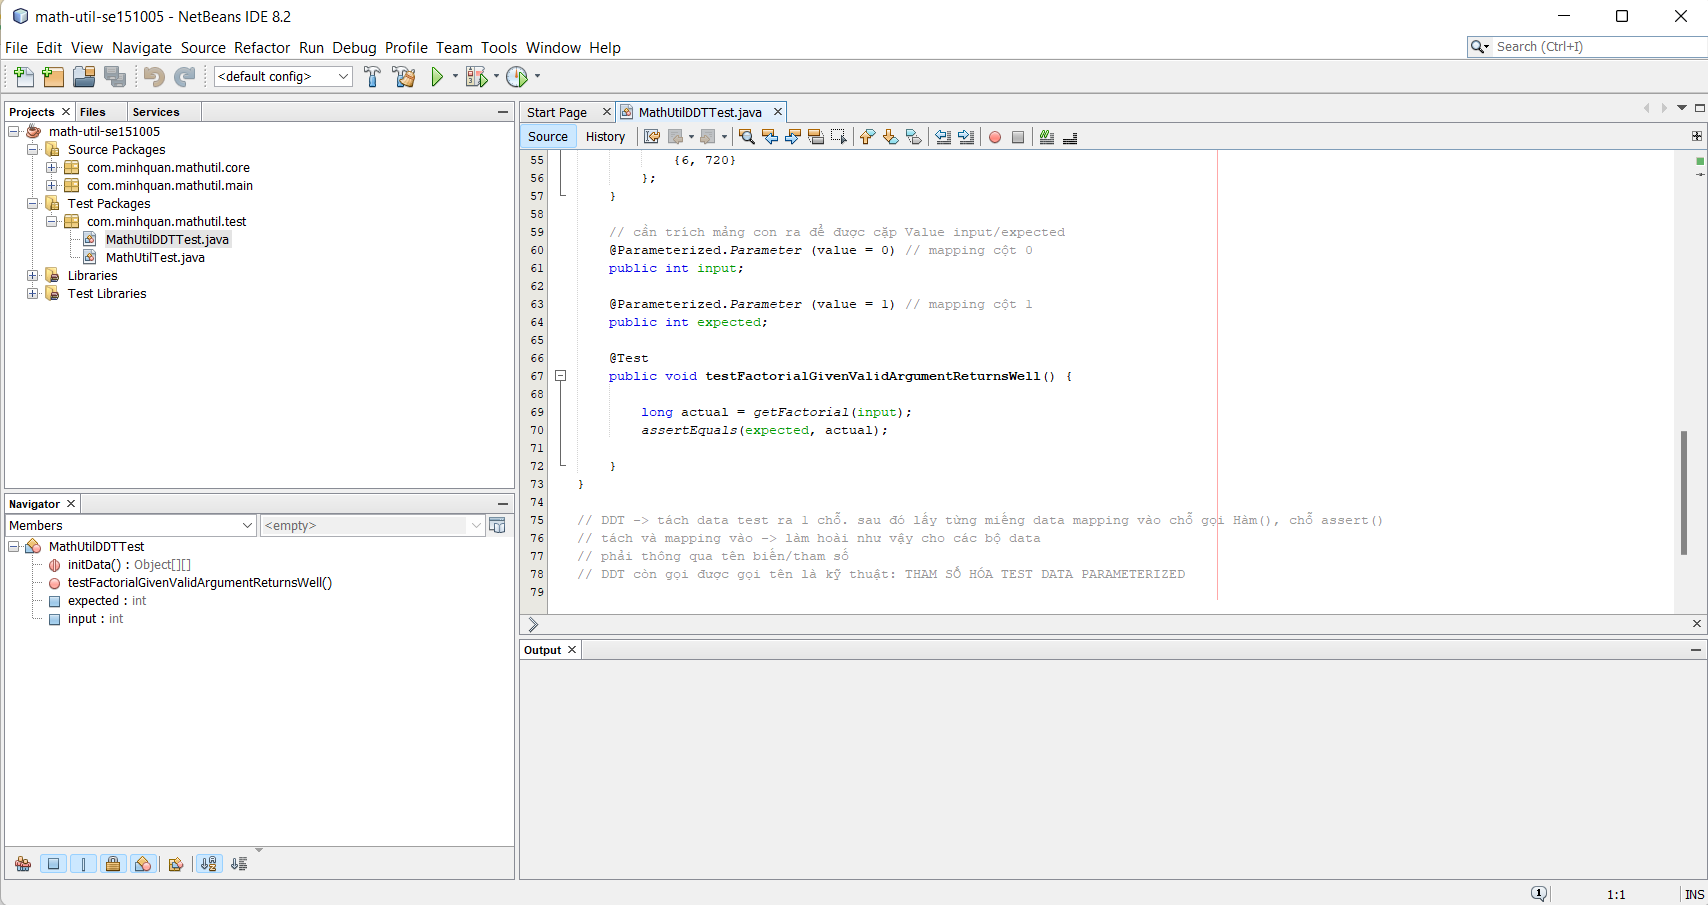 math-util-se151005 - NetBeans IDE 8.2
File Edit View Navigate Source Refactor Run Debug Profile Team Tools Window Help
Search (Ctrl+I)
<default config>
Projects Files Services
math-util-se151005
Source Packages
com.minhquan.mathutil.core
com.minhquan.mathutil.main
Test Packages
com.minhquan.mathutil.test
MathUtilDDTTest.java
MathUtilTest.java
Libraries
Test Libraries
Navigator
Members
<empty>
MathUtilDDTTest
initData() : Object[][]
testFactorialGivenValidArgumentReturnsWell()
expected : int
input : int
Start Page MathUtilDDTTest.java
Source History
55 {6, 720}
56 };
57 }
58
59 // cần trích mảng con ra để được cặp Value input/expected
60 @Parameterized.Parameter (value = 0) // mapping cột 0
61 public int input;
62
63 @Parameterized.Parameter (value = 1) // mapping cột 1
64 public int expected;
65
66 @Test
67 public void testFactorialGivenValidArgumentReturnsWell() {
68
69 long actual = getFactorial(input);
70 assertEquals(expected, actual);
71
72 }
73 }
74
75 // DDT -> tách data test ra 1 chỗ. sau đó lấy từng miếng data mapping vào chỗ gọi Hàm(), chỗ assert()
76 // tách và mapping vào -> làm hoài như vậy cho các bộ data
77 // phải thông qua tên biến/tham số
78 // DDT còn gọi được gọi tên là kỹ thuật: THAM SỐ HÓA TEST DATA PARAMETERIZED
79
Output
1
1:1
INS